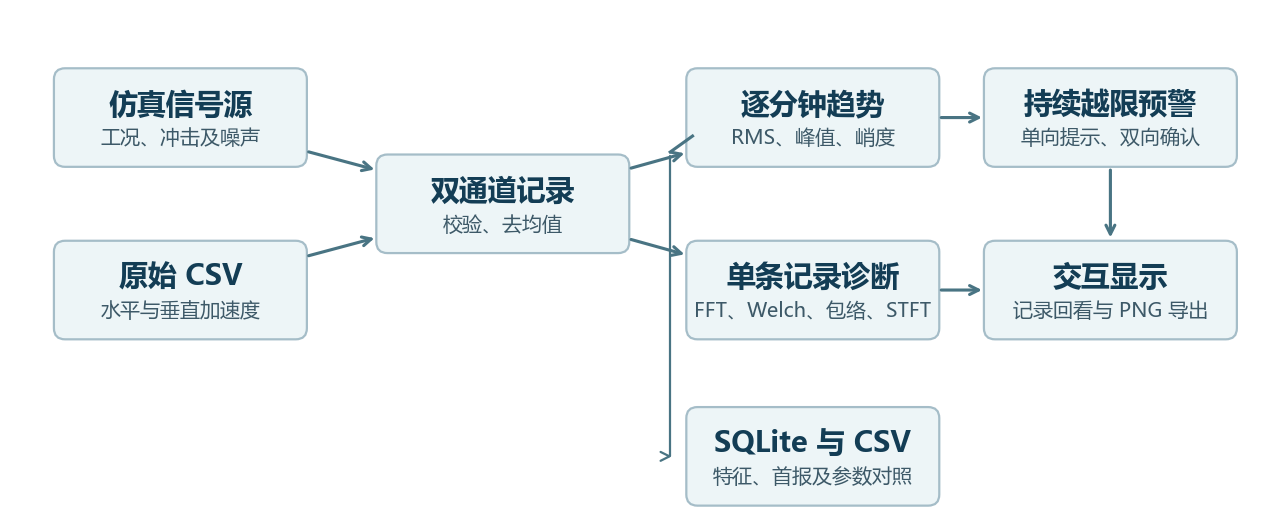 仿真信号源
工况、冲击及噪声
原始 CSV
水平与垂直加速度
双通道记录
校验、去均值
逐分钟趋势
RMS、峰值、峭度
单条记录诊断
FFT、Welch、包络、STFT
SQLite 与 CSV
特征、首报及参数对照
持续越限预警
单向提示、双向确认
交互显示
记录回看与 PNG 导出